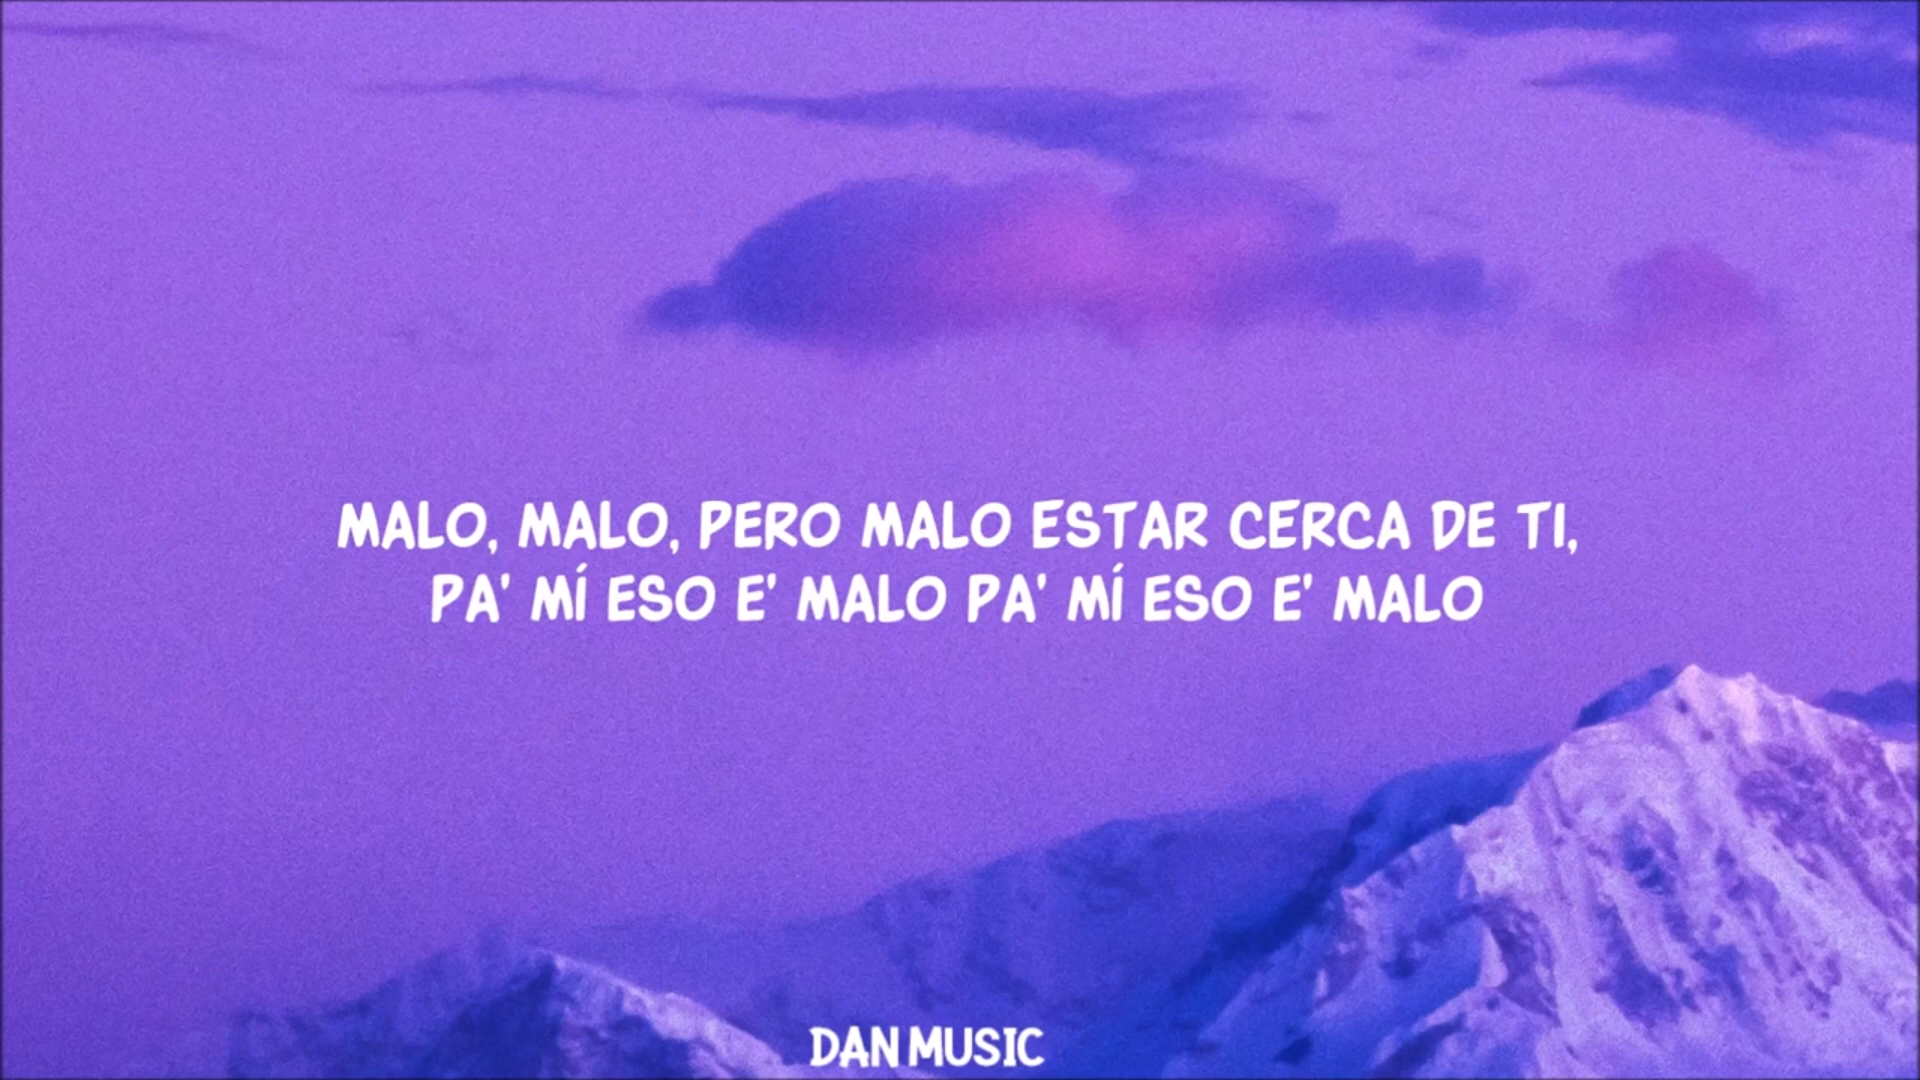 MALO, MALO, PERO MALO ESTAR CERCA DE TI,
PA' MÍ ESO E' MALO PA' MÍ ESO E' MALO
DAN MUSIC